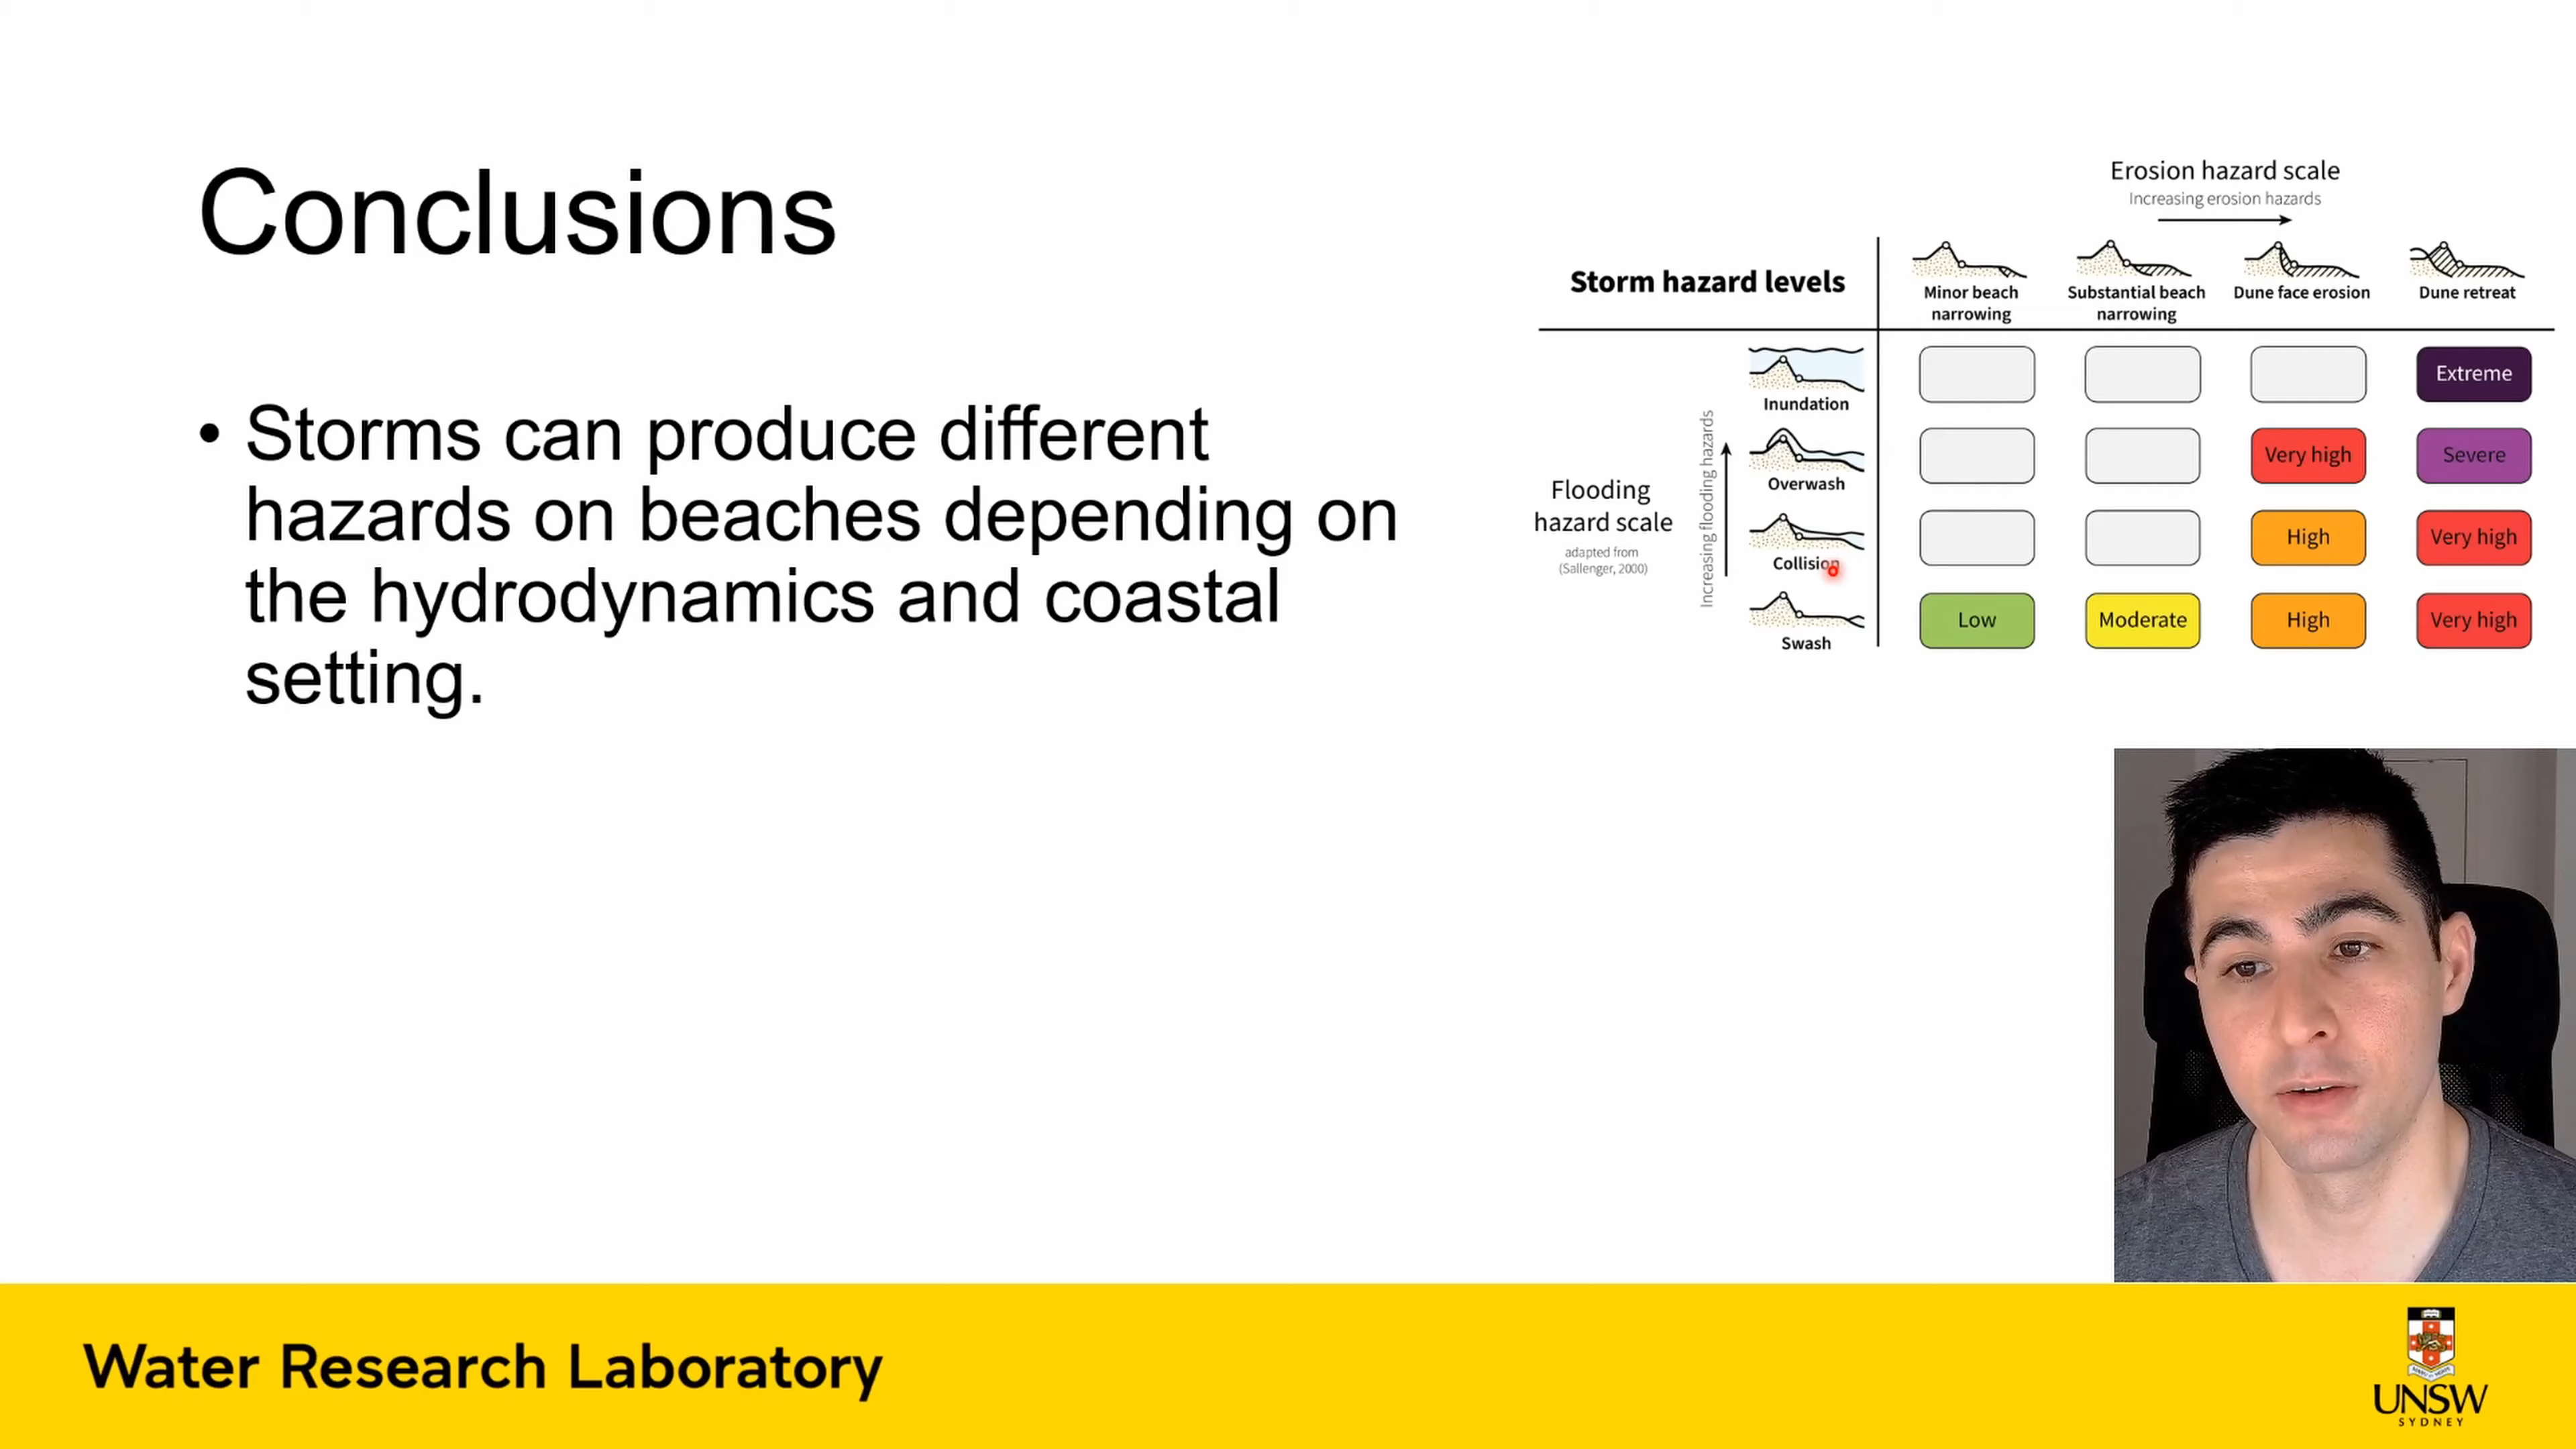 Conclusions
• Storms can produce different
hazards on beaches depending on
the hydrodynamics and coastal
setting.
Erosion hazard scale
Increasing erosion hazards
Storm hazard levels
Minor beach
narrowing
Substantial beach
narrowing
Dune face erosion
Dune retreat
Flooding
hazard scale
adapted from
(Sallenger, 2000)
Increasing flooding hazards
Inundation
Extreme
Overwash
Very high
Severe
Collision
High
Very high
Swash
Low
Moderate
High
Very high
Water Research Laboratory
UNSW
SYDNEY